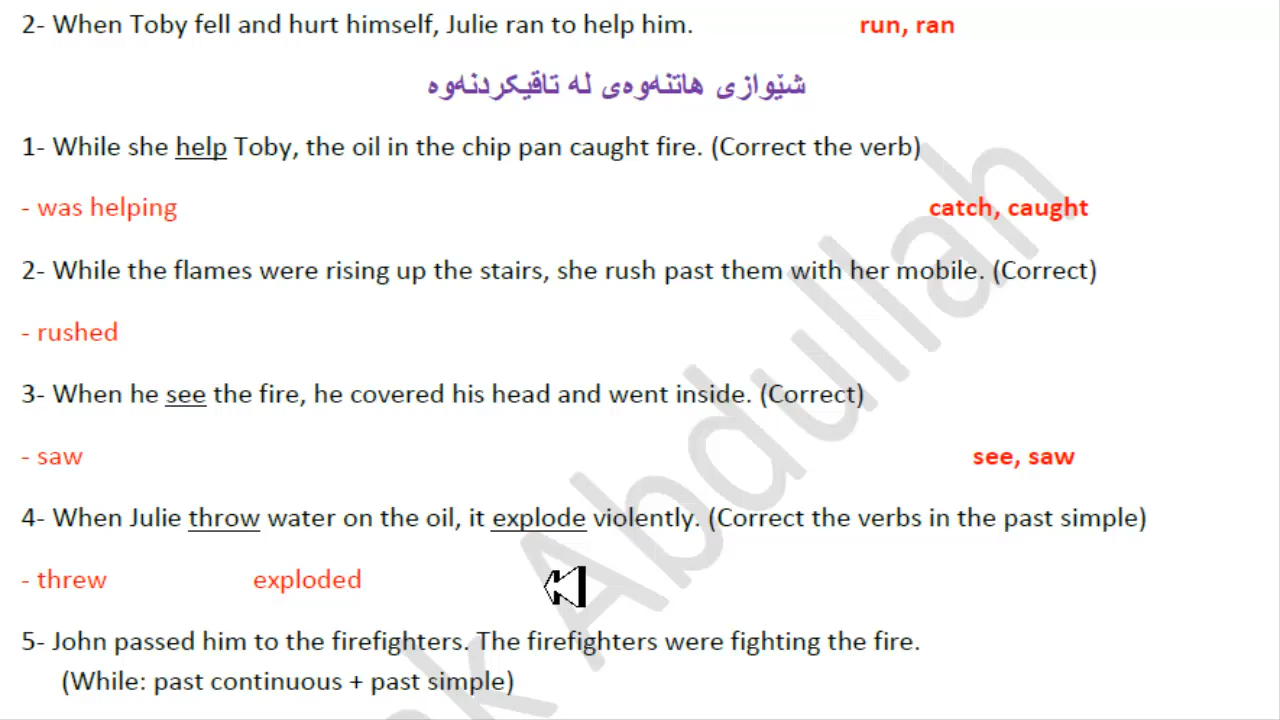 2- When Toby fell and hurt himself, Julie ran to help him. run, ran
شێوازی هاتنەوەی لە تاقیکردنەوە
1- While she help Toby, the oil in the chip pan caught fire. (Correct the verb)
- was helping catch, caught
2- While the flames were rising up the stairs, she rush past them with her mobile. (Correct)
- rushed
3- When he see the fire, he covered his head and went inside. (Correct)
- saw see, saw
4- When Julie throw water on the oil, it explode violently. (Correct the verbs in the past simple)
- threw exploded
5- John passed him to the firefighters. The firefighters were fighting the fire.
(While: past continuous + past simple)
k Abdullah